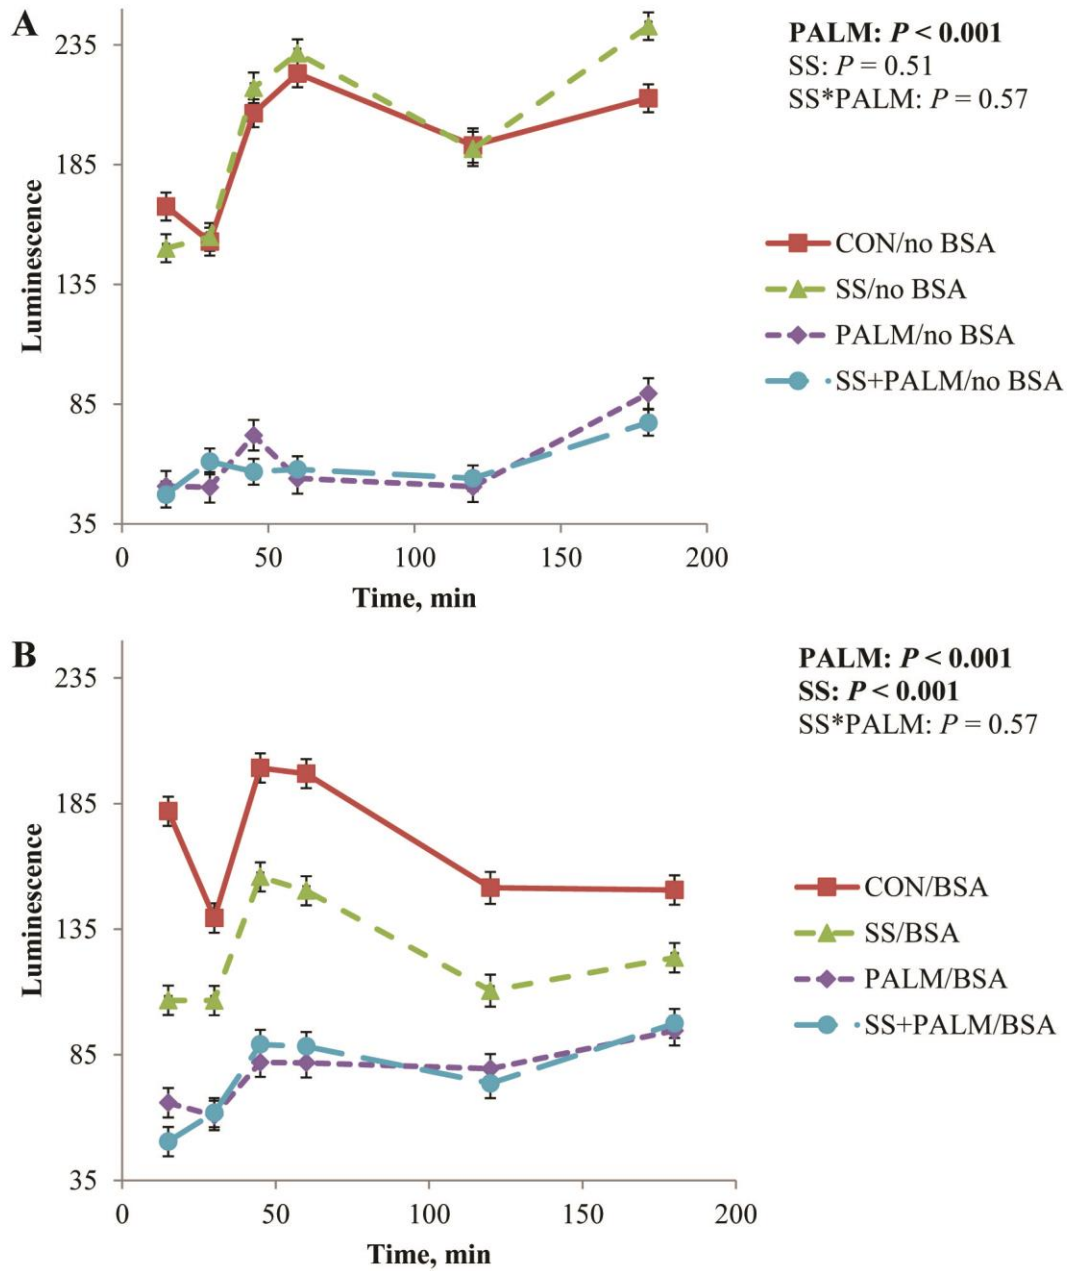 A
PALM: P < 0.001
SS: P = 0.51
SS*PALM: P = 0.57
235
185
135
85
35
Luminescence
0 50 100 150 200
Time, min
CON/no BSA
SS/no BSA
PALM/no BSA
SS+PALM/no BSA
B
PALM: P < 0.001
SS: P < 0.001
SS*PALM: P = 0.57
235
185
135
85
35
Luminescence
0 50 100 150 200
Time, min
CON/BSA
SS/BSA
PALM/BSA
SS+PALM/BSA